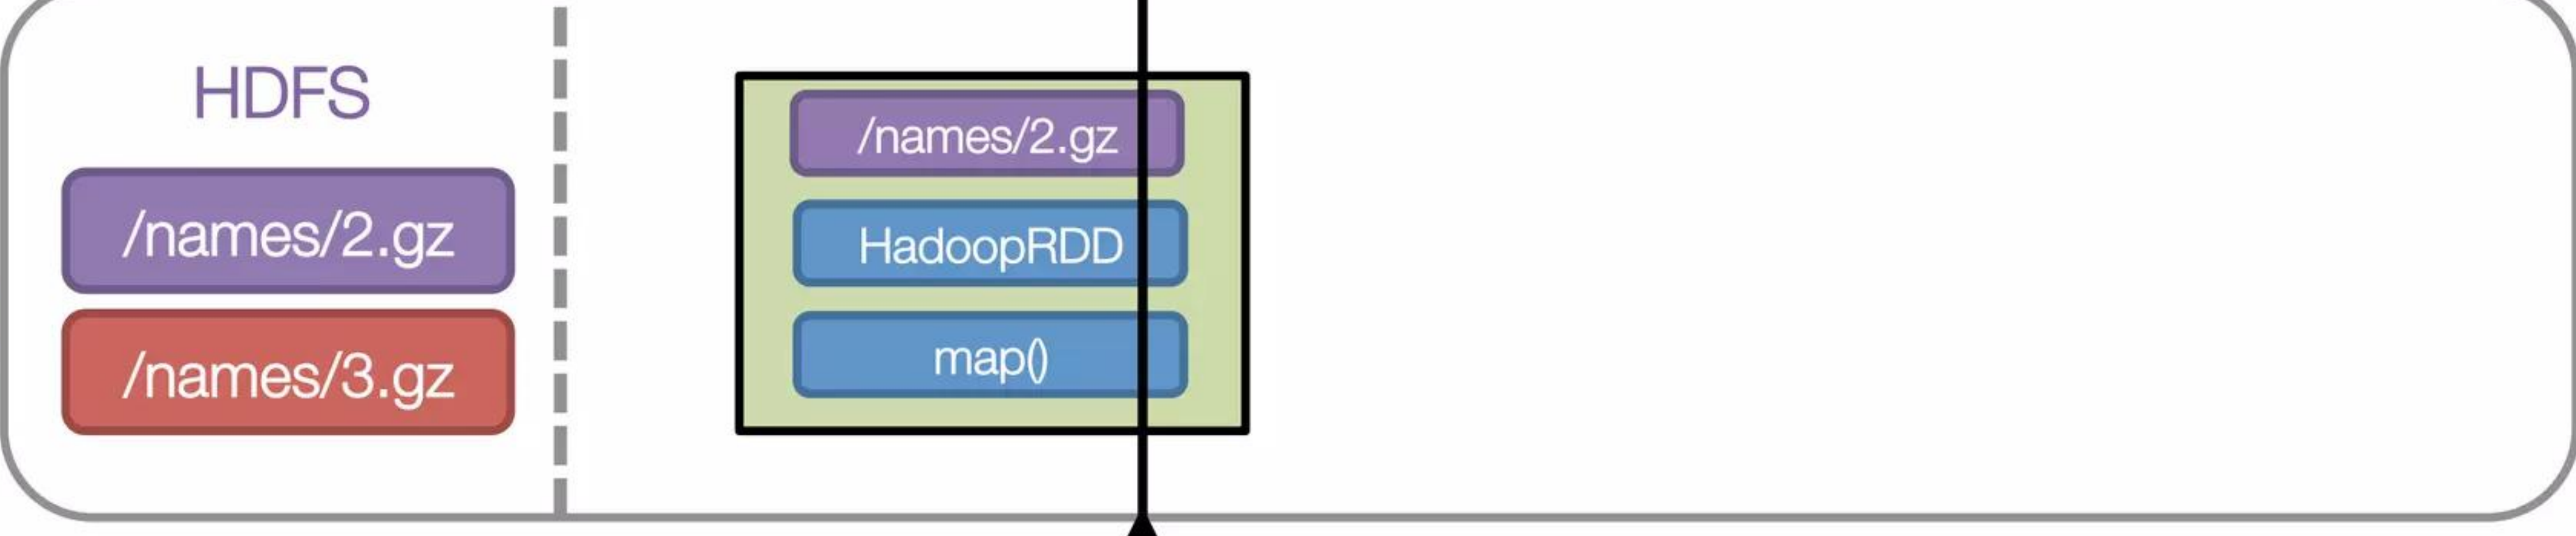 HDFS
/names/2.gz
/names/3.gz
/names/2.gz
HadoopRDD
map()